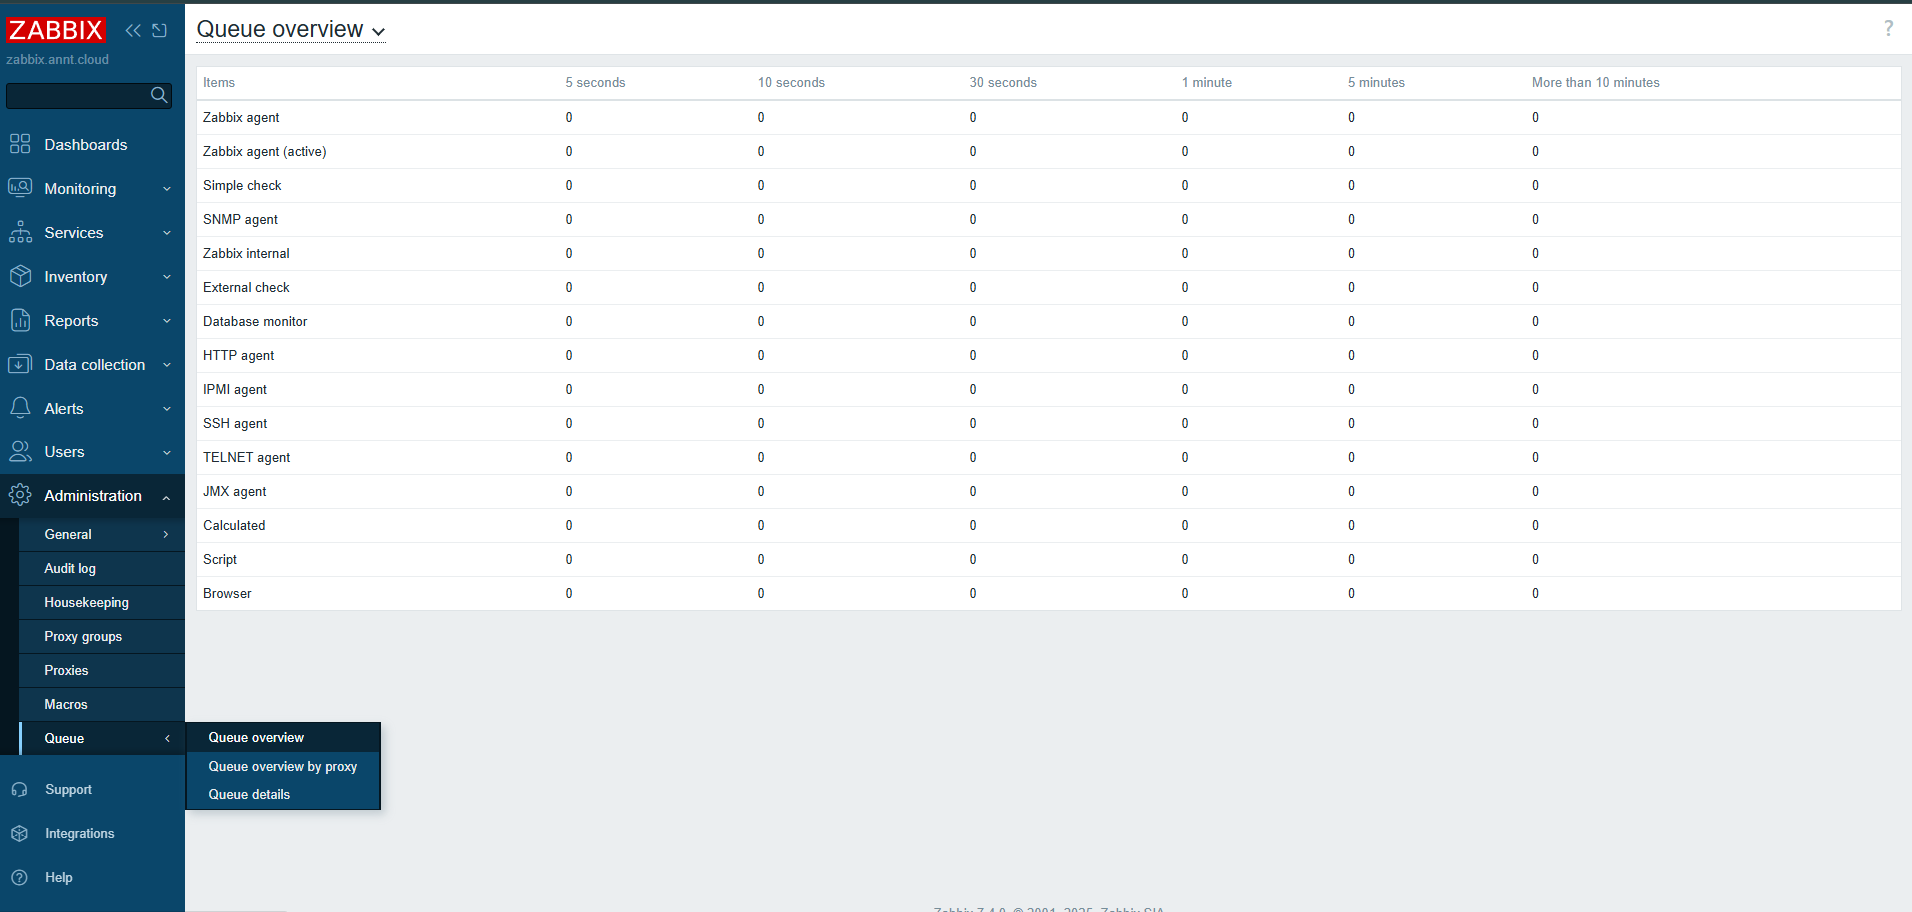 ZABBIX
zabbix.annt.cloud
Dashboards
Monitoring
Services
Inventory
Reports
Data collection
Alerts
Users
Administration
General
Audit log
Housekeeping
Proxy groups
Proxies
Macros
Queue
Support
Integrations
Help
Queue overview
Queue overview by proxy
Queue details
Queue overview
?
Items 5 seconds 10 seconds 30 seconds 1 minute 5 minutes More than 10 minutes
Zabbix agent 0 0 0 0 0 0
Zabbix agent (active) 0 0 0 0 0 0
Simple check 0 0 0 0 0 0
SNMP agent 0 0 0 0 0 0
Zabbix internal 0 0 0 0 0 0
External check 0 0 0 0 0 0
Database monitor 0 0 0 0 0 0
HTTP agent 0 0 0 0 0 0
IPMI agent 0 0 0 0 0 0
SSH agent 0 0 0 0 0 0
TELNET agent 0 0 0 0 0 0
JMX agent 0 0 0 0 0 0
Calculated 0 0 0 0 0 0
Script 0 0 0 0 0 0
Browser 0 0 0 0 0 0
Zabbix 7.4.0. © 2001–2025, Zabbix SIA